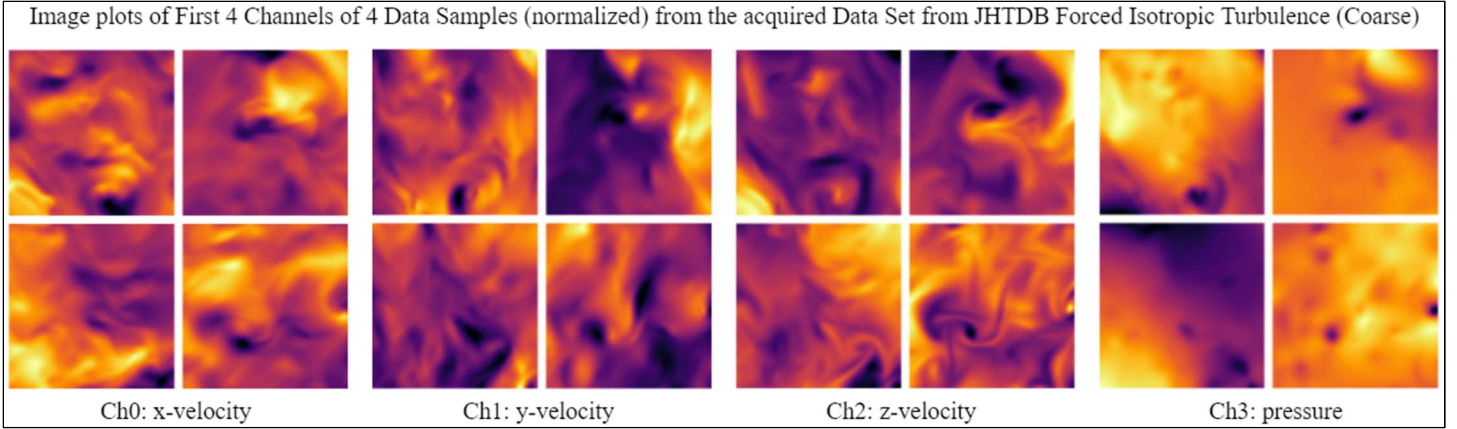 Image plots of First 4 Channels of 4 Data Samples (normalized) from the acquired Data Set from JHTDB Forced Isotropic Turbulence (Coarse)
Ch0: x-velocity
Ch1: y-velocity
Ch2: z-velocity
Ch3: pressure